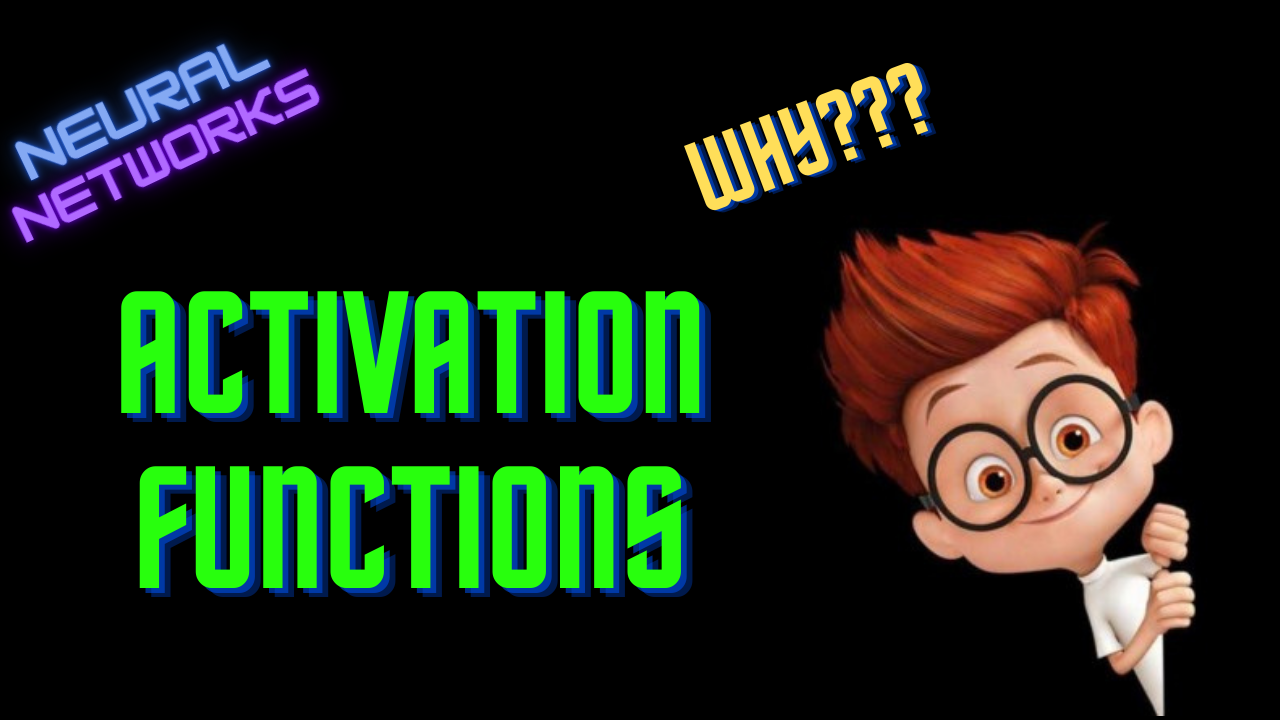 NEURAL
NETWORKS
WHY???
ACTIVATION
FUNCTIONS